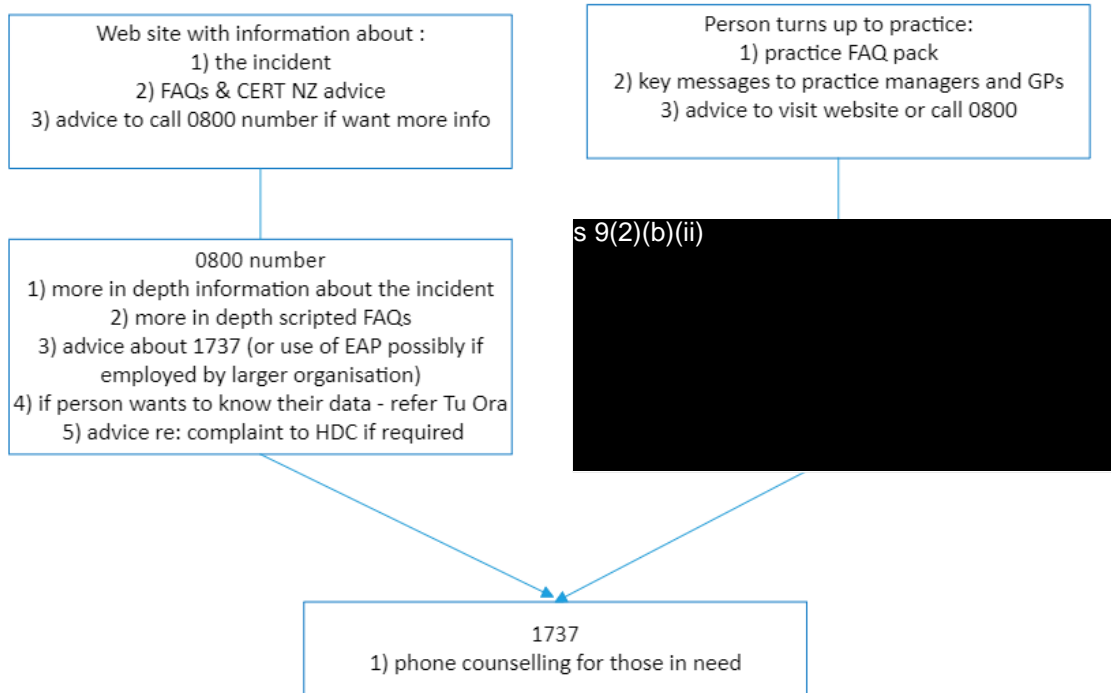 Web site with information about :
1) the incident
2) FAQs & CERT NZ advice
3) advice to call 0800 number if want more info
Person turns up to practice:
1) practice FAQ pack
2) key messages to practice managers and GPs
3) advice to visit website or call 0800
0800 number
1) more in depth information about the incident
2) more in depth scripted FAQs
3) advice about 1737 (or use of EAP possibly if
employed by larger organisation)
4) if person wants to know their data - refer Tu Ora
5) advice re: complaint to HDC if required
s 9(2)(b)(ii)
1737
1) phone counselling for those in need